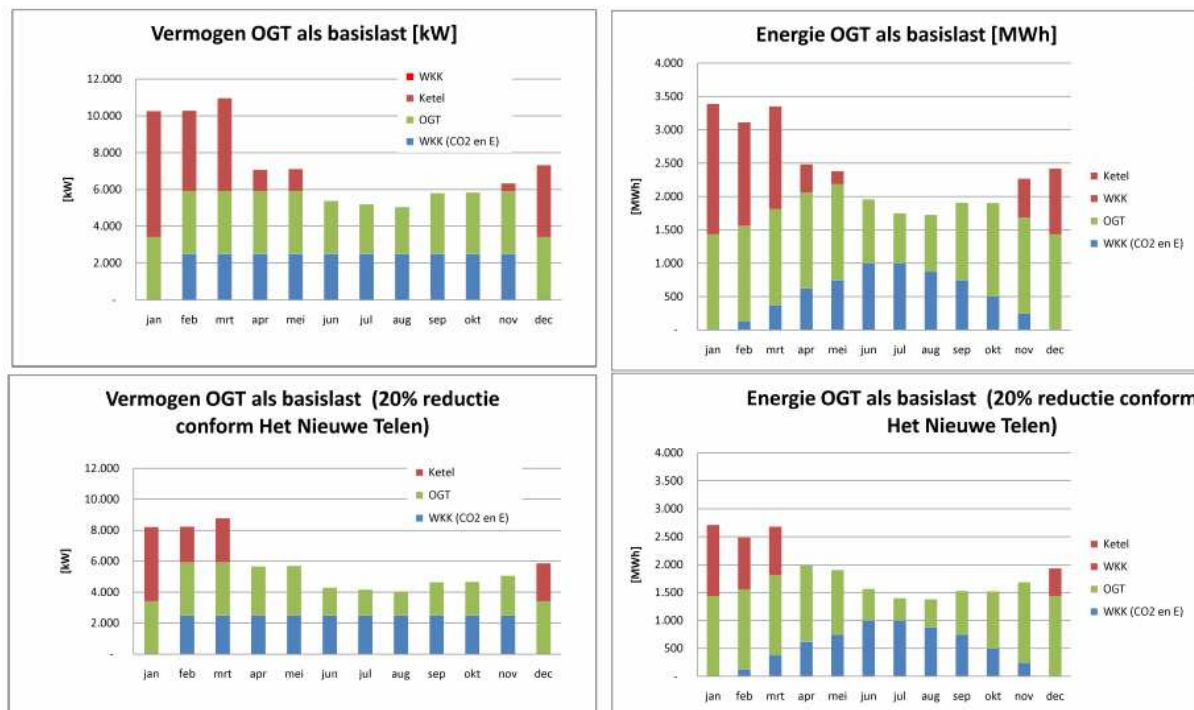 Vermogen OGT als basislast [kW]
12.000
10.000
8.000
6.000
4.000
2.000
-
[kW]
WKK
Ketel
OGT
WKK (CO2 en E)
jan feb mrt apr mei jun jul aug sep okt nov dec
Energie OGT als basislast [MWh]
4.000
3.500
3.000
2.500
2.000
1.500
1.000
500
-
[MWh]
Ketel
WKK
OGT
WKK (CO2 en E)
jan feb mrt apr mei jun jul aug sep okt nov dec
Vermogen OGT als basislast (20% reductie
conform Het Nieuwe Telen)
12.000
10.000
8.000
6.000
4.000
2.000
-
[kW]
Ketel
OGT
WKK (CO2 en E)
jan feb mrt apr mei jun jul aug sep okt nov dec
Energie OGT als basislast (20% reductie conform
Het Nieuwe Telen)
4.000
3.500
3.000
2.500
2.000
1.500
1.000
500
-
[MWh]
Ketel
WKK
OGT
WKK (CO2 en E)
jan feb mrt apr mei jun jul aug sep okt nov dec